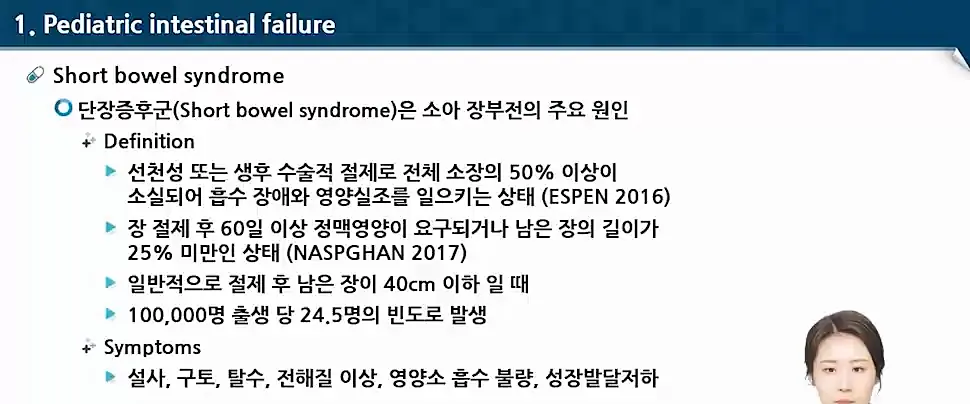 1. Pediatric intestinal failure
Short bowel syndrome
단장증후군(Short bowel syndrome)은 소아 장부전의 주요 원인
Definition
선천성 또는 생후 수술적 절제로 전체 소장의 50% 이상이
소실되어 흡수 장애와 영양실조를 일으키는 상태 (ESPEN 2016)
장 절제 후 60일 이상 정맥영양이 요구되거나 남은 장의 길이가
25% 미만인 상태 (NASPGHAN 2017)
일반적으로 절제 후 남은 장이 40cm 이하 일 때
100,000명 출생 당 24.5명의 빈도로 발생
Symptoms
설사, 구토, 탈수, 전해질 이상, 영양소 흡수 불량, 성장발달저하